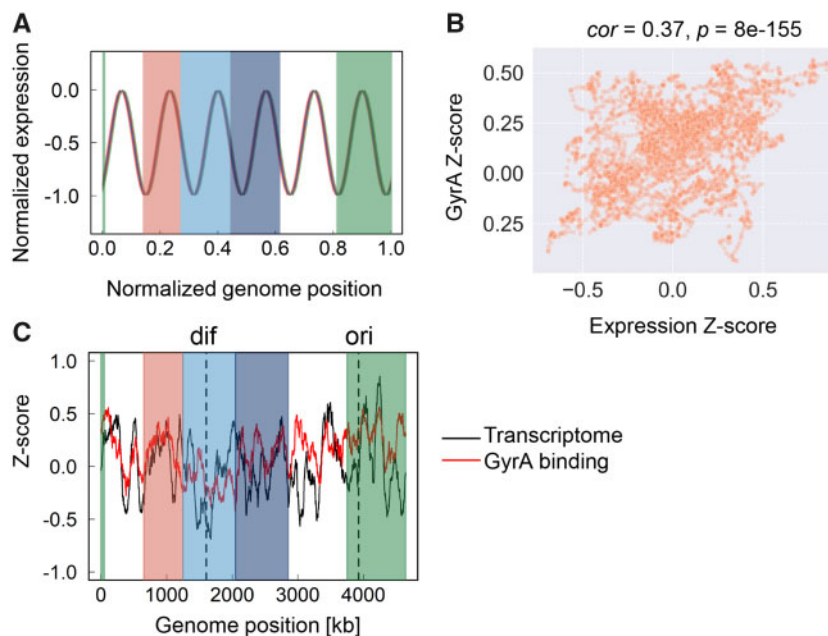 A
Normalized expression
0.0
-0.5
-1.0
0.0 0.2 0.4 0.6 0.8 1.0
Normalized genome position
B
cor = 0.37, p = 8e-155
GyrA Z-score
0.50
0.25
0.00
0.25
−0.5 0.0 0.5
Expression Z-score
C
dif ori
Z-score
1.0
0.5
0.0
-0.5
-1.0
0 1000 2000 3000 4000
Genome position [kb]
Transcriptome
GyrA binding